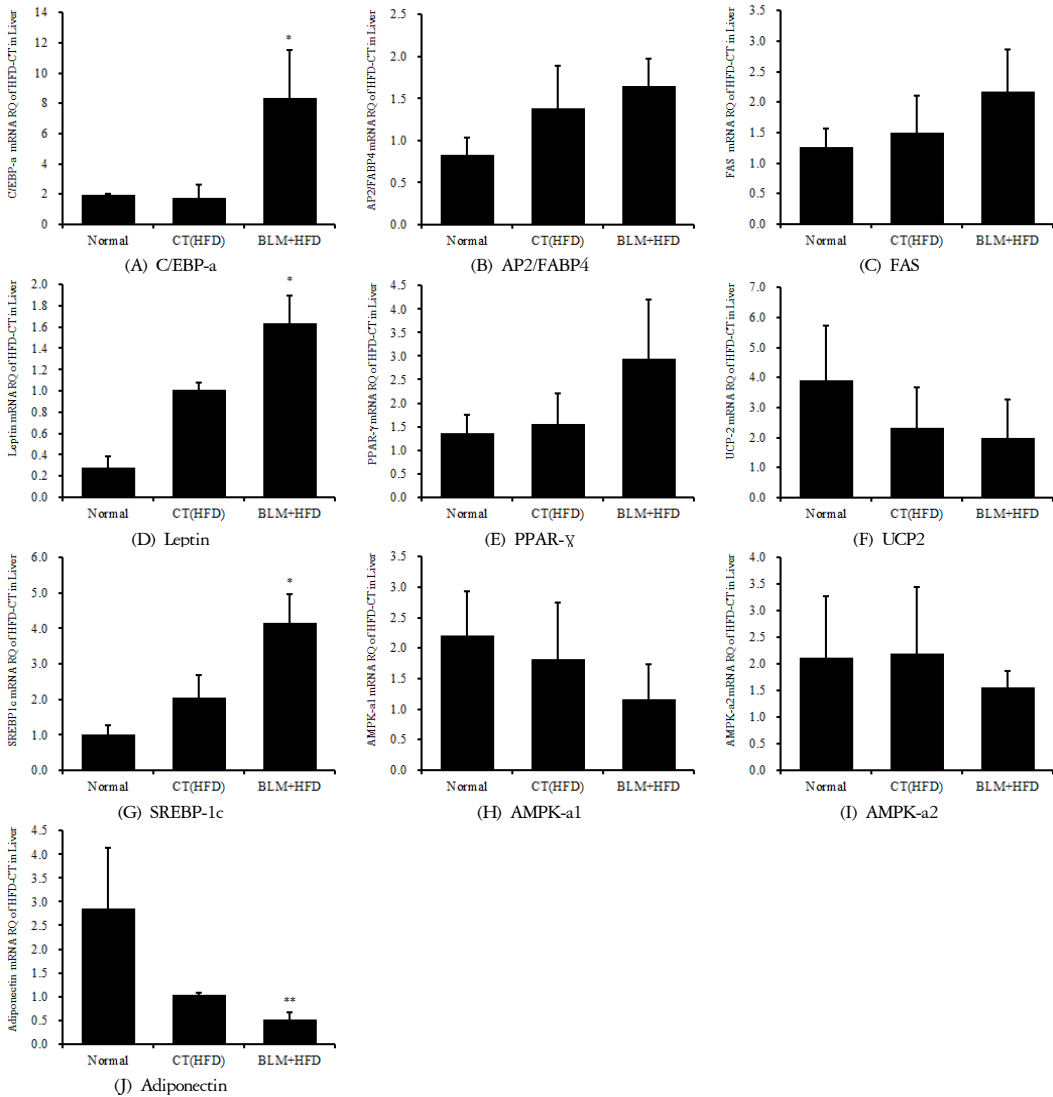 C/EBP-a mRNA RQ of HFD-CT in Liver
14
12
10
8
6
4
2
0
*
Normal CT(HFD) BLM+HFD
(A) C/EBP-a
AP2/FABP4 mRNA RQ of HFD-CT in Liver
2.5
2.0
1.5
1.0
0.5
0.0
Normal CT(HFD) BLM+HFD
(B) AP2/FABP4
FAS mRNA RQ of HFD-CT in Liver
3.5
3.0
2.5
2.0
1.5
1.0
0.5
0.0
Normal CT(HFD) BLM+HFD
(C) FAS
Leptin mRNA RQ of HFD-CT in Liver
2.0
1.8
1.6
1.4
1.2
1.0
0.8
0.6
0.4
0.2
0.0
*
Normal CT(HFD) BLM+HFD
(D) Leptin
PPAR-γ mRNA RQ of HFD-CT in Liver
4.5
4.0
3.5
3.0
2.5
2.0
1.5
1.0
0.5
0.0
Normal CT(HFD) BLM+HFD
(E) PPAR-γ
UCP-2 mRNA RQ of HFD-CT in Liver
7.0
6.0
5.0
4.0
3.0
2.0
1.0
0.0
Normal CT(HFD) BLM+HFD
(F) UCP2
SREBP1c mRNA RQ of HFD-CT in Liver
6.0
5.0
4.0
3.0
2.0
1.0
0.0
*
Normal CT(HFD) BLM+HFD
(G) SREBP-1c
AMPK-a1 mRNA RQ of HFD-CT in Liver
3.5
3.0
2.5
2.0
1.5
1.0
0.5
0.0
Normal CT(HFD) BLM+HFD
(H) AMPK-a1
AMPK-a2 mRNA RQ of HFD-CT in Liver
4.0
3.5
3.0
2.5
2.0
1.5
1.0
0.5
0.0
Normal CT(HFD) BLM+HFD
(I) AMPK-a2
Adiponectin mRNA RQ of HFD-CT in Liver
4.5
4.0
3.5
3.0
2.5
2.0
1.5
1.0
0.5
0.0
**
Normal CT(HFD) BLM+HFD
(J) Adiponectin